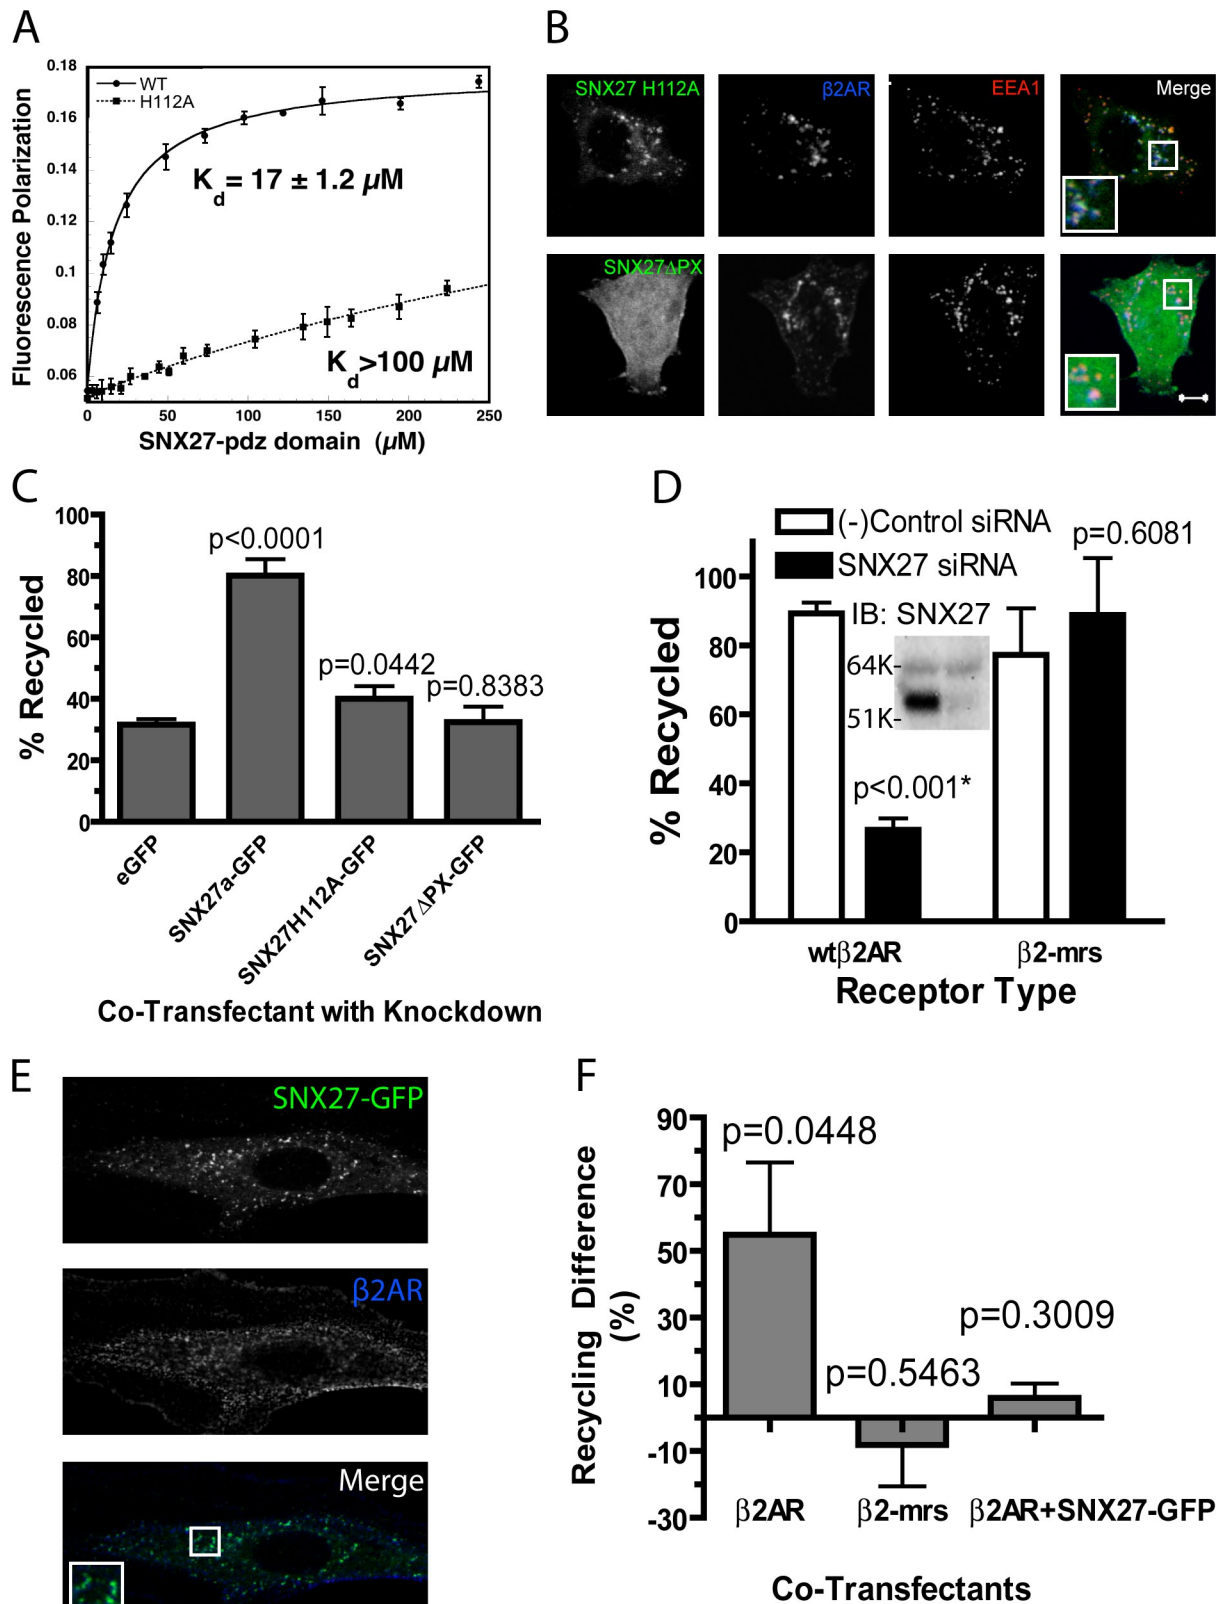 A
0.18
0.16
0.14
0.12
0.1
0.08
0.06
Fluorescence Polarization
WT
H112A
Kd= 17 ± 1.2 µM
Kd>100 µM
0
50
100
150
200
250
SNX27-pdz domain (µM)
B
SNX27 H112A
β2AR
EEA1
Merge
SNX27ΔPX
C
100
80
60
40
20
0
% Recycled
p<0.0001
p=0.0442
p=0.8383
eGFP
SNX27a-GFP
SNX27H112A-GFP
SNX27ΔPX-GFP
Co-Transfectant with Knockdown
D
(-)Control siRNA
SNX27 siRNA
p=0.6081
IB: SNX27
64K-
51K-
p<0.001*
100
80
60
40
20
0
% Recycled
wtβ2AR
β2-mrs
Receptor Type
E
SNX27-GFP
β2AR
Merge
F
90
70
50
30
10
-10
-30
Recycling Difference
(%)
p=0.0448
p=0.5463
p=0.3009
β2AR
β2-mrs
β2AR+SNX27-GFP
Co-Transfectants